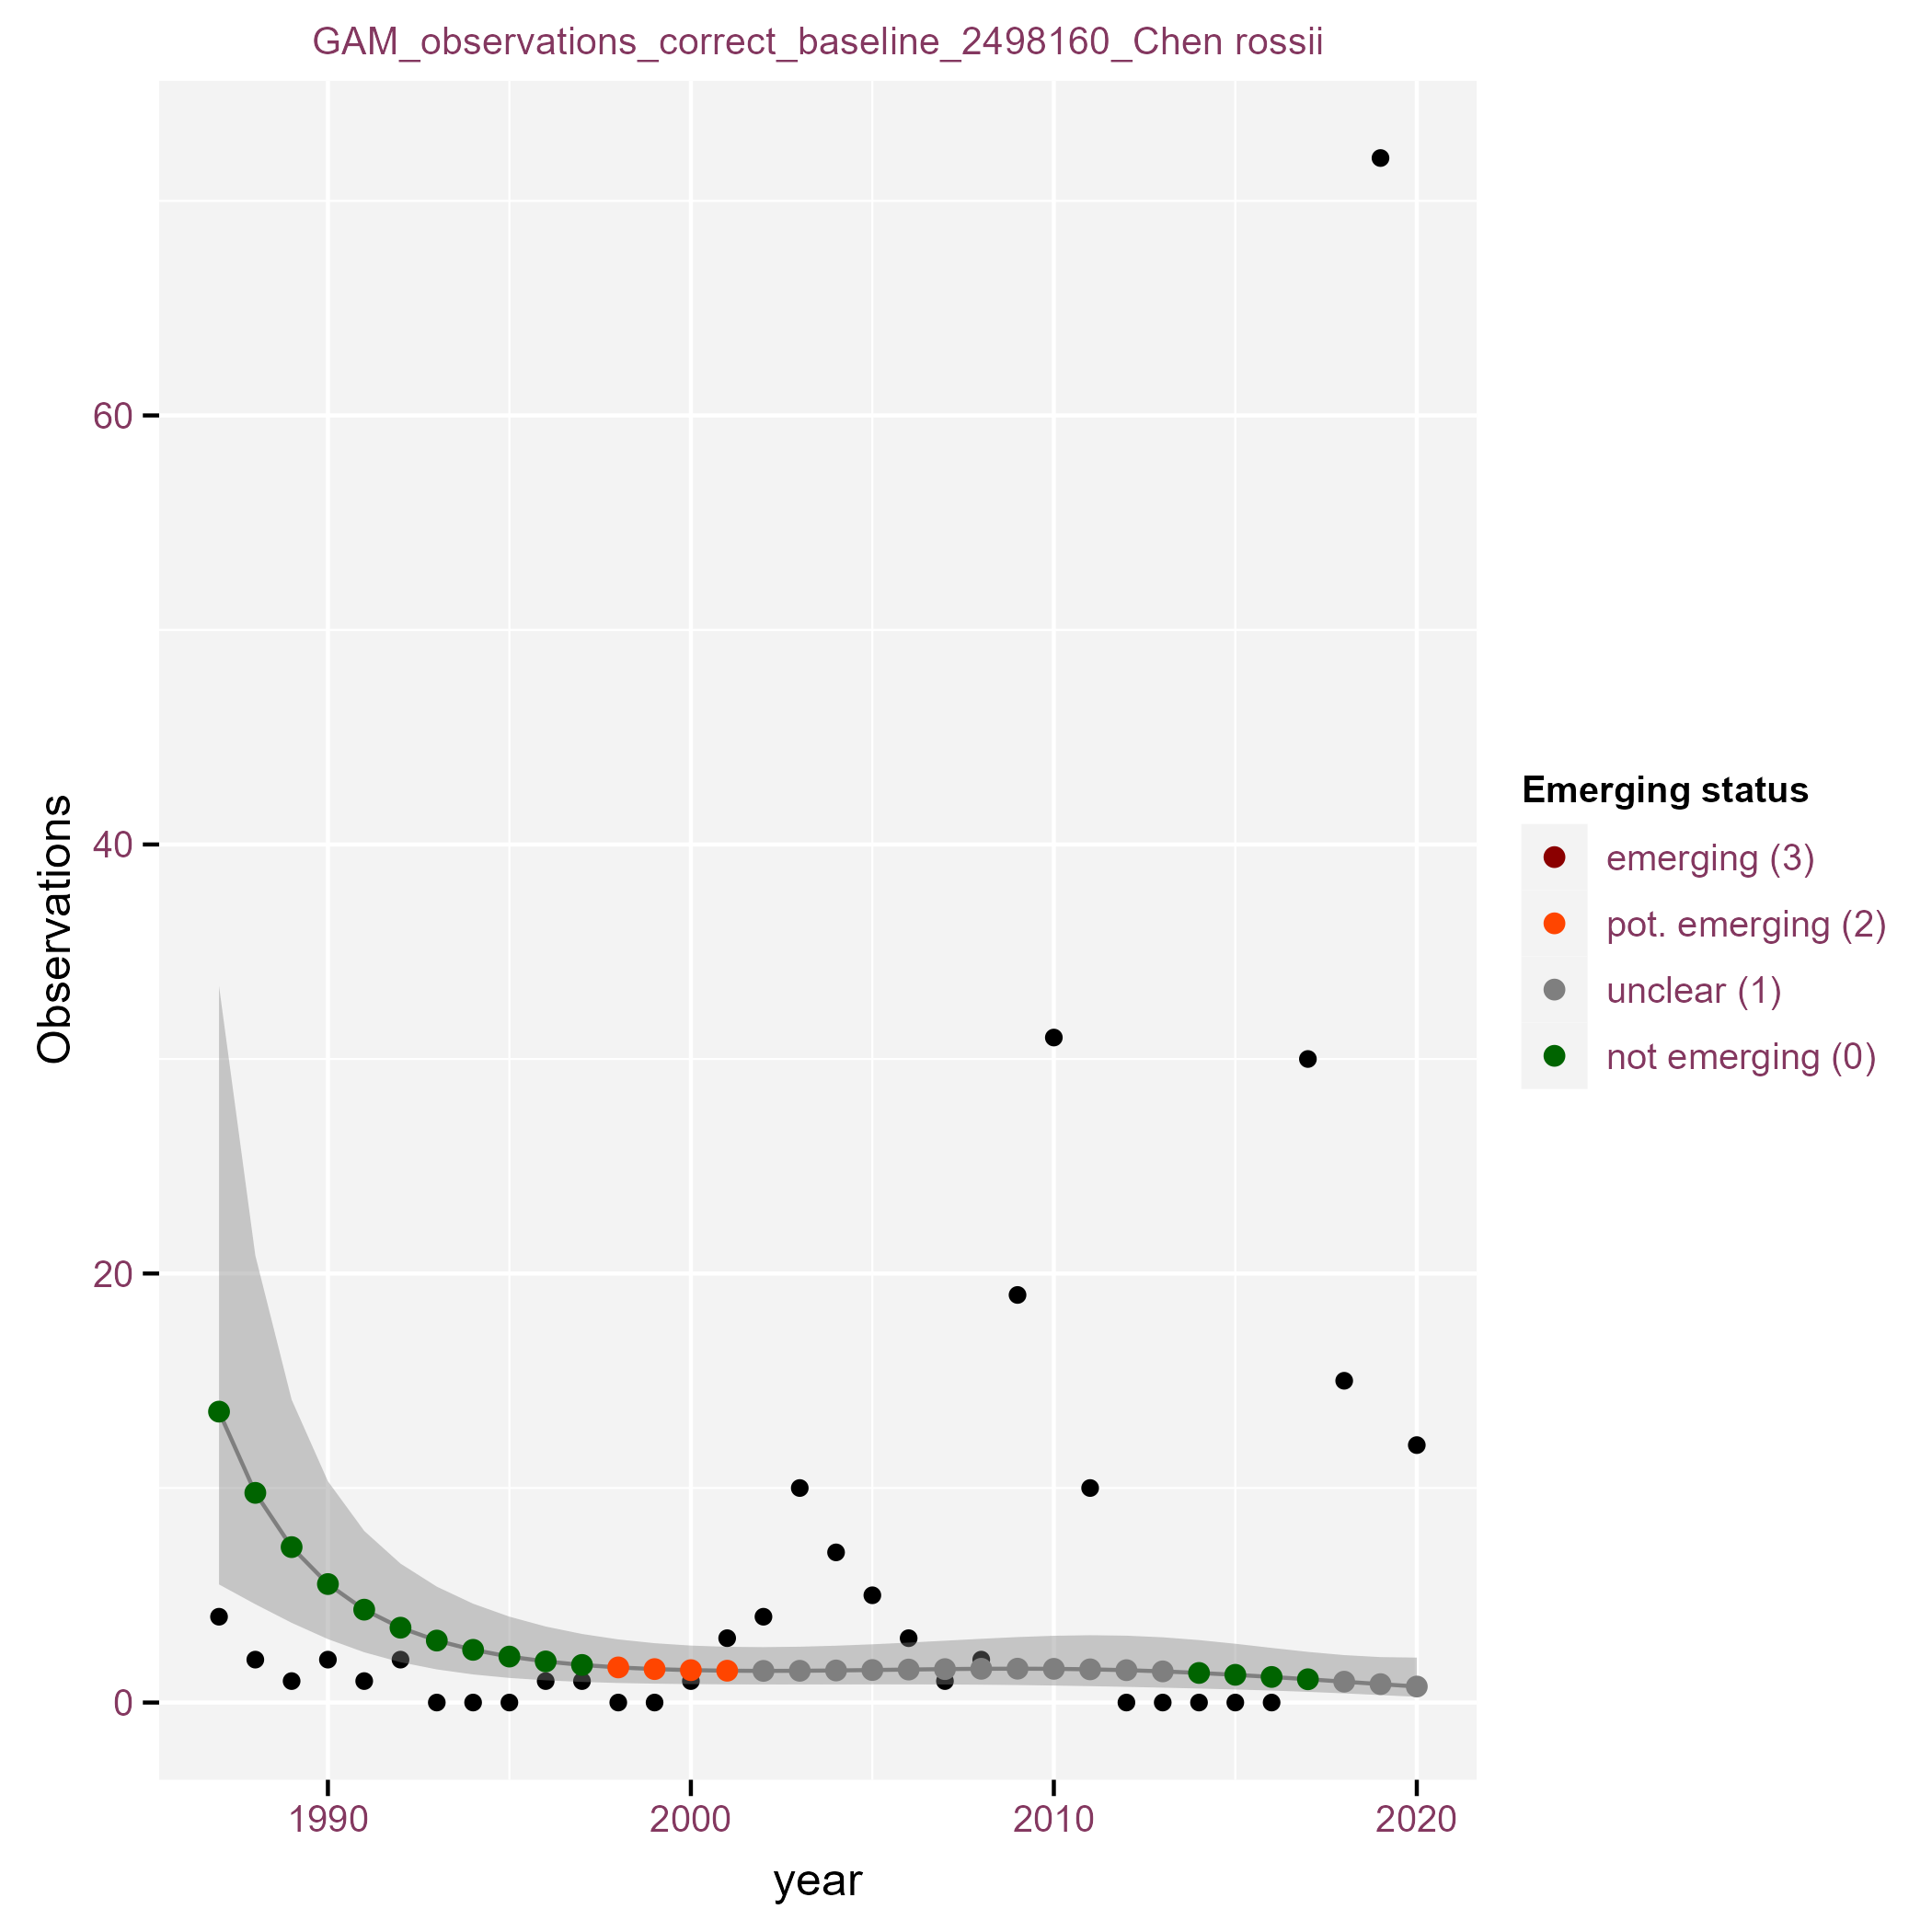 GAM_observations_correct_baseline_2498160_Chen rossii
Observations
60
40
20
0
1990 2000 2010 2020
year
Emerging status
emerging (3)
pot. emerging (2)
unclear (1)
not emerging (0)